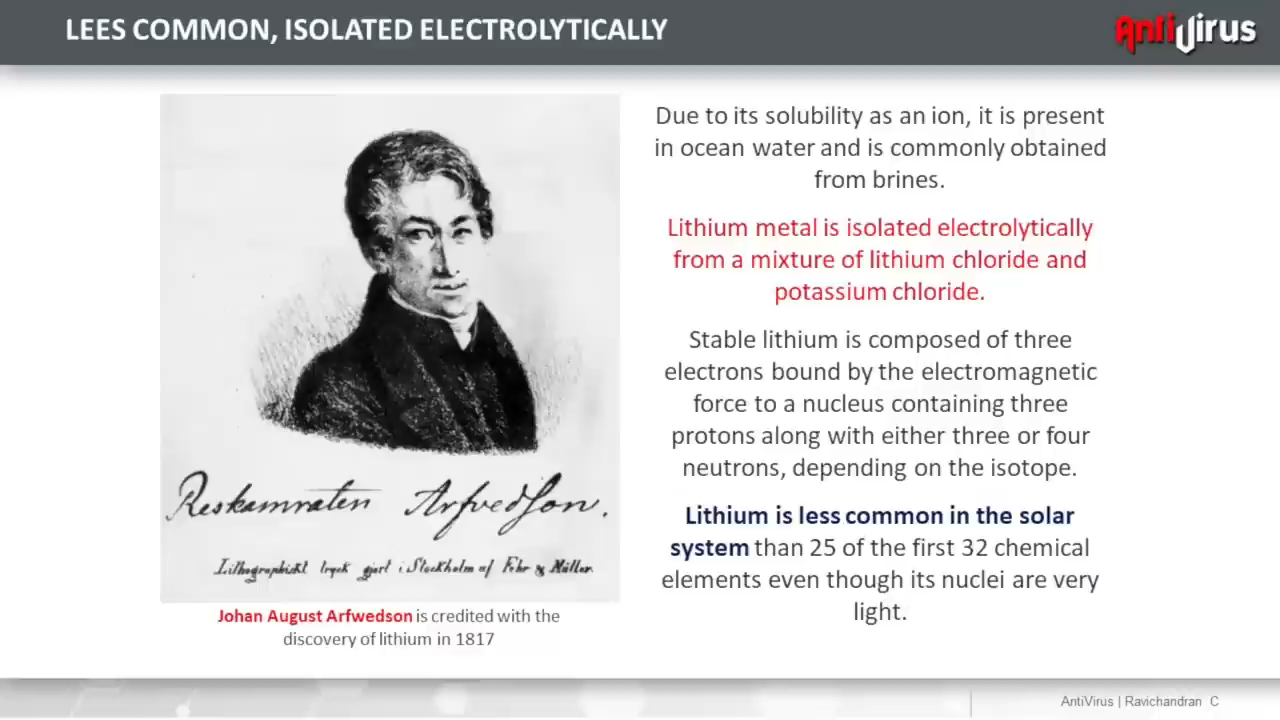 LEES COMMON, ISOLATED ELECTROLYTICALLY
AntiVirus
Due to its solubility as an ion, it is present
in ocean water and is commonly obtained
from brines.
Lithium metal is isolated electrolytically
from a mixture of lithium chloride and
potassium chloride.
Stable lithium is composed of three
electrons bound by the electromagnetic
force to a nucleus containing three
protons along with either three or four
neutrons, depending on the isotope.
Lithium is less common in the solar
system than 25 of the first 32 chemical
elements even though its nuclei are very
light.
Reskamraten Arfvedson.
Lithographiskt tryck gjort i Stockholm af Fehr & Müller.
Johan August Arfwedson is credited with the
discovery of lithium in 1817
AntiVirus | Ravichandran C